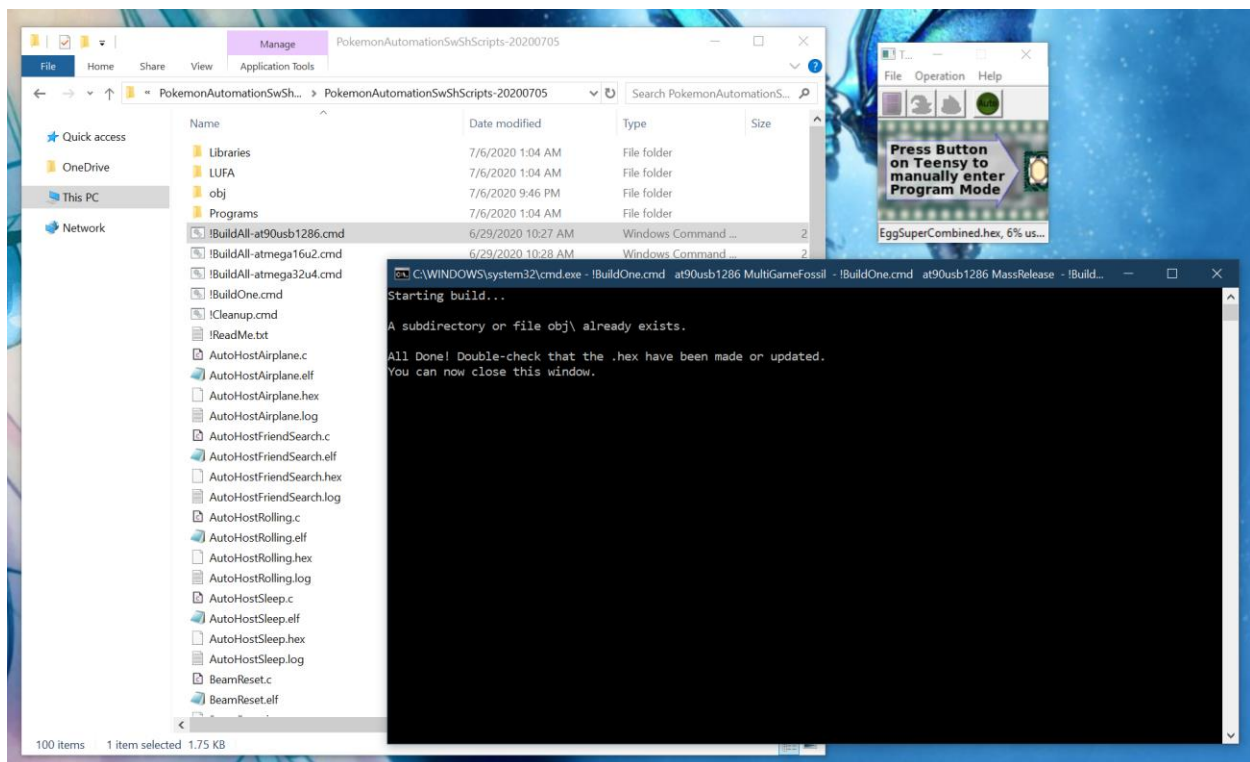 Manage
PokemonAutomationSwShScripts-20200705
File Home Share View Application Tools
PokemonAutomationSwSh... > PokemonAutomationSwShScripts-20200705
Search PokemonAutomationS...
Name Date modified Type Size
Quick access
OneDrive
This PC
Network
Libraries 7/6/2020 1:04 AM File folder
LUFA 7/6/2020 1:04 AM File folder
obj 7/6/2020 9:46 PM File folder
Programs 7/6/2020 1:04 AM File folder
!BuildAll-at90usb1286.cmd 6/29/2020 10:27 AM Windows Command ... 2
!BuildAll-atmega16u2.cmd 6/29/2020 10:28 AM Windows Command ... 2
!BuildAll-atmega32u4.cmd
!BuildOne.cmd
!Cleanup.cmd
!ReadMe.txt
AutoHostAirplane.c
AutoHostAirplane.elf
AutoHostAirplane.hex
AutoHostAirplane.log
AutoHostFriendSearch.c
AutoHostFriendSearch.elf
AutoHostFriendSearch.hex
AutoHostFriendSearch.log
AutoHostRolling.c
AutoHostRolling.elf
AutoHostRolling.hex
AutoHostRolling.log
AutoHostSleep.c
AutoHostSleep.elf
AutoHostSleep.hex
AutoHostSleep.log
BeamReset.c
BeamReset.elf
100 items 1 item selected 1.75 KB
T...
File Operation Help
Auto
Press Button
on Teensy to
manually enter
Program Mode
EggSuperCombined.hex, 6% us...
C:\WINDOWS\system32\cmd.exe - !BuildOne.cmd at90usb1286 MultiGameFossil - !BuildOne.cmd at90usb1286 MassRelease - !Build...
Starting build...
A subdirectory or file obj\ already exists.
All Done! Double-check that the .hex have been made or updated.
You can now close this window.